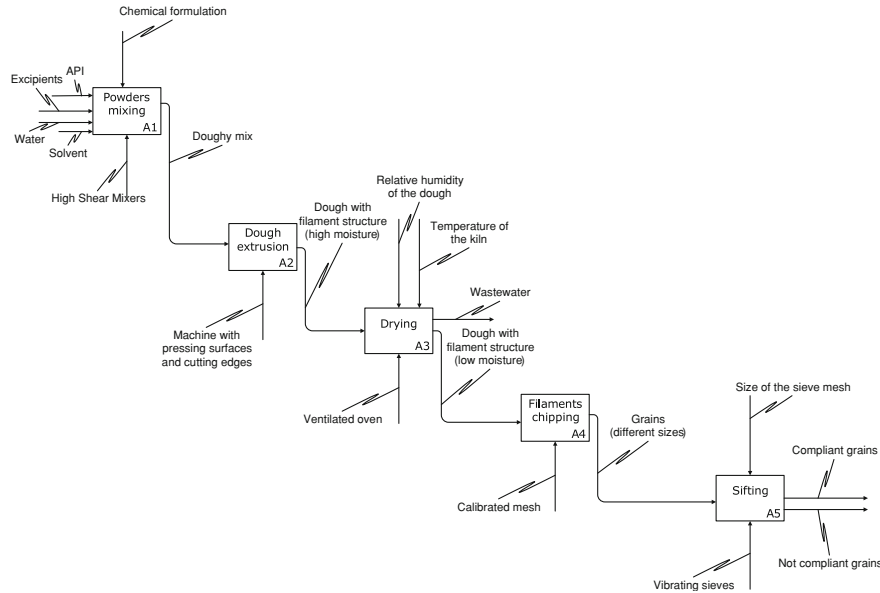 Chemical formulation
API
Excipients
Powders
mixing
A1
Water
Solvent
Doughy mix
High Shear Mixers
Relative humidity
of the dough
Dough with
filament structure
(high moisture)
Temperature of
the kiln
Dough
extrusion
A2
Wastewater
Drying
A3
Machine with
pressing surfaces
and cutting edges
Dough with
filament structure
(low moisture)
Size of the sieve mesh
Filaments
chipping
A4
Ventilated oven
Grains
(different sizes)
Compliant grains
Sifting
A5
Calibrated mesh
Not compliant grains
Vibrating sieves